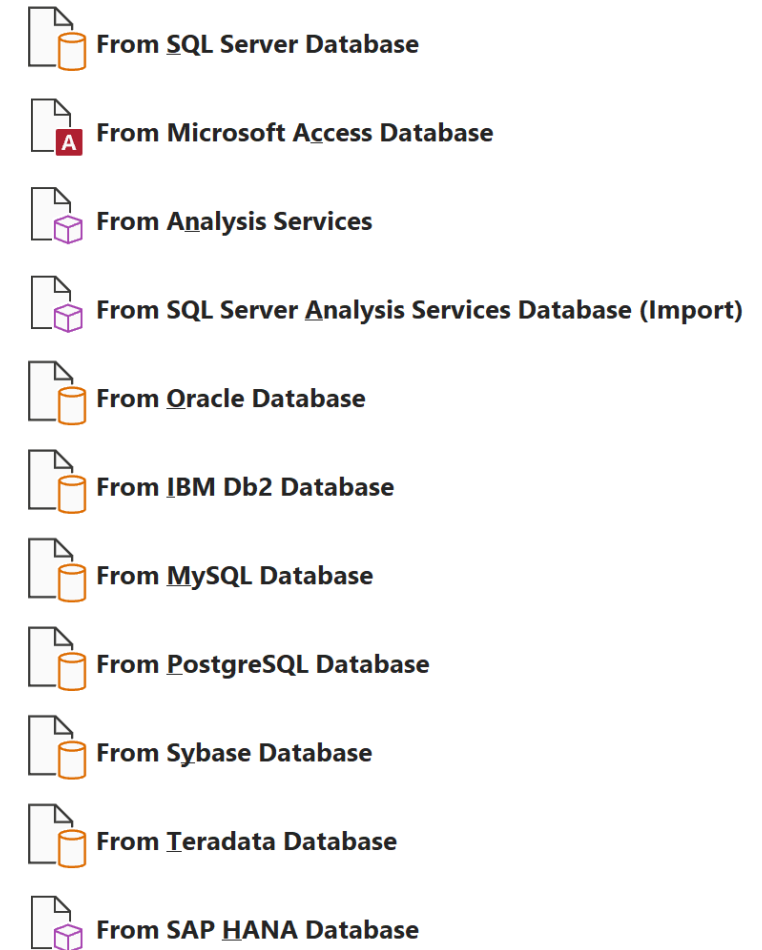 From SQL Server Database
A
From Microsoft Access Database
From Analysis Services
From SQL Server Analysis Services Database (Import)
From Oracle Database
From IBM Db2 Database
From MySQL Database
From PostgreSQL Database
From Sybase Database
From Teradata Database
From SAP HANA Database